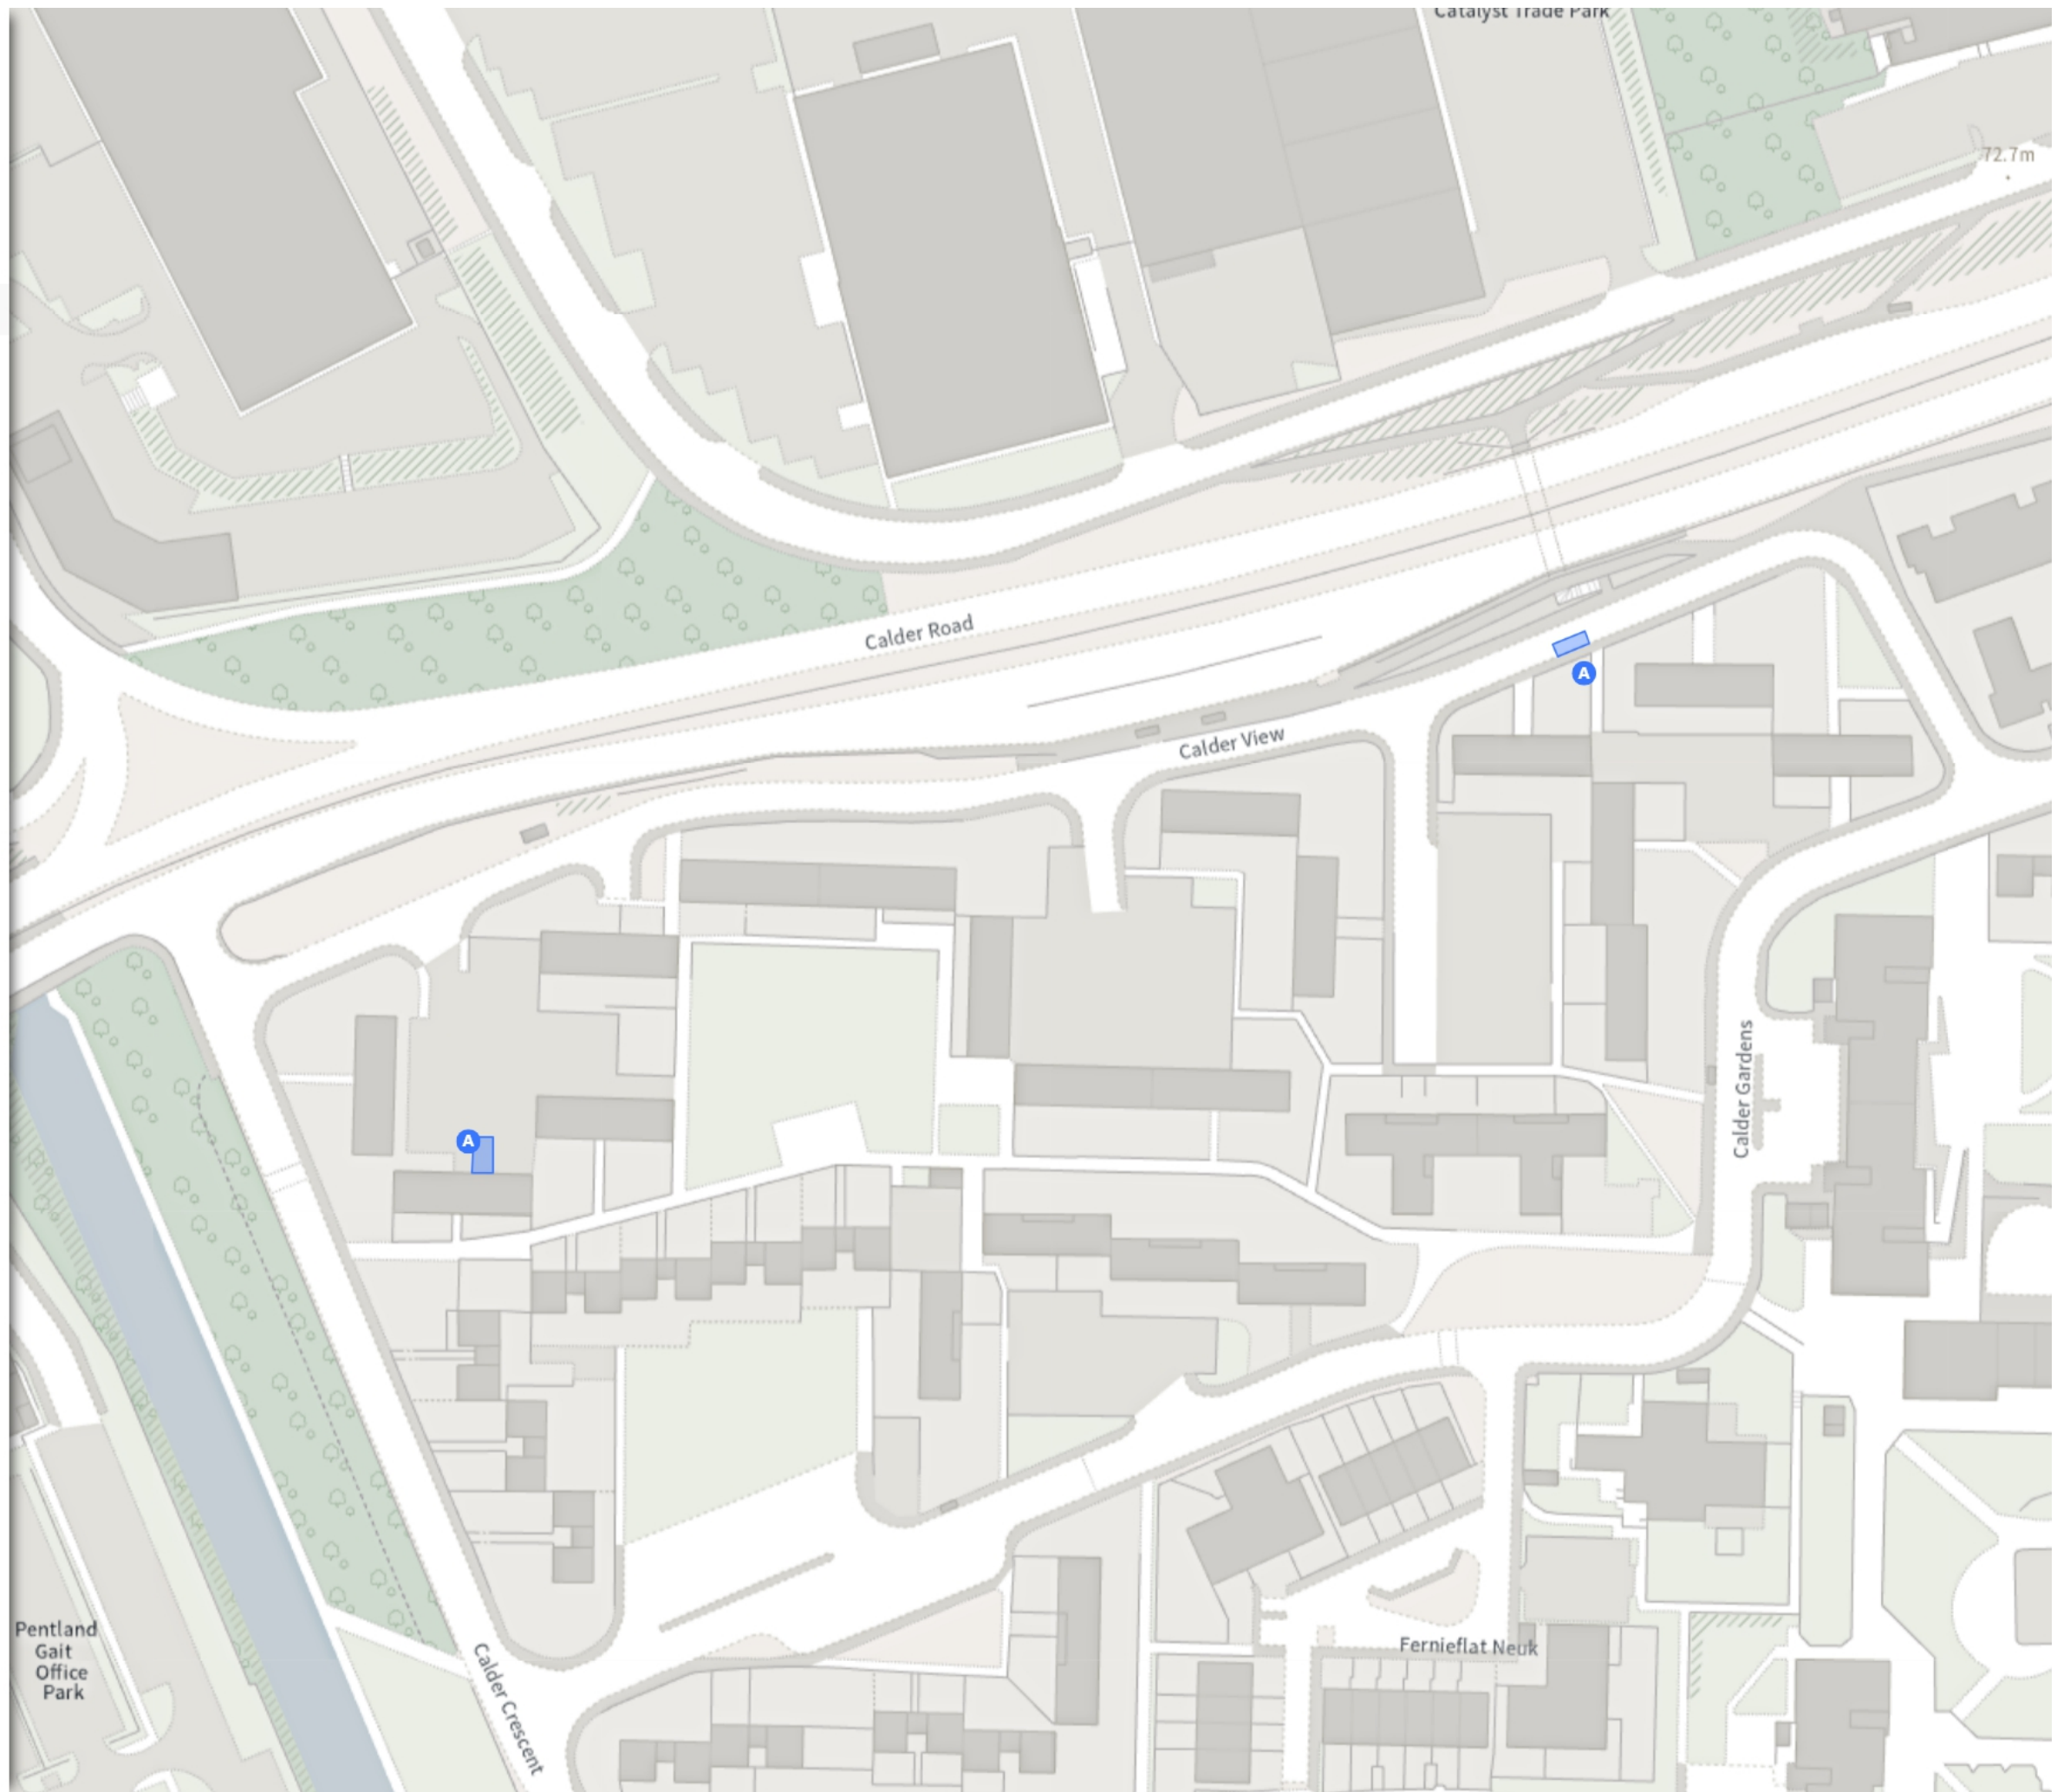 Catalyst Trade Park
72.7m
Calder Road
A
Calder View
Calder Gardens
A
Pentland
Gait
Office
Park
Calder Crescent
Fernieflat Neuk